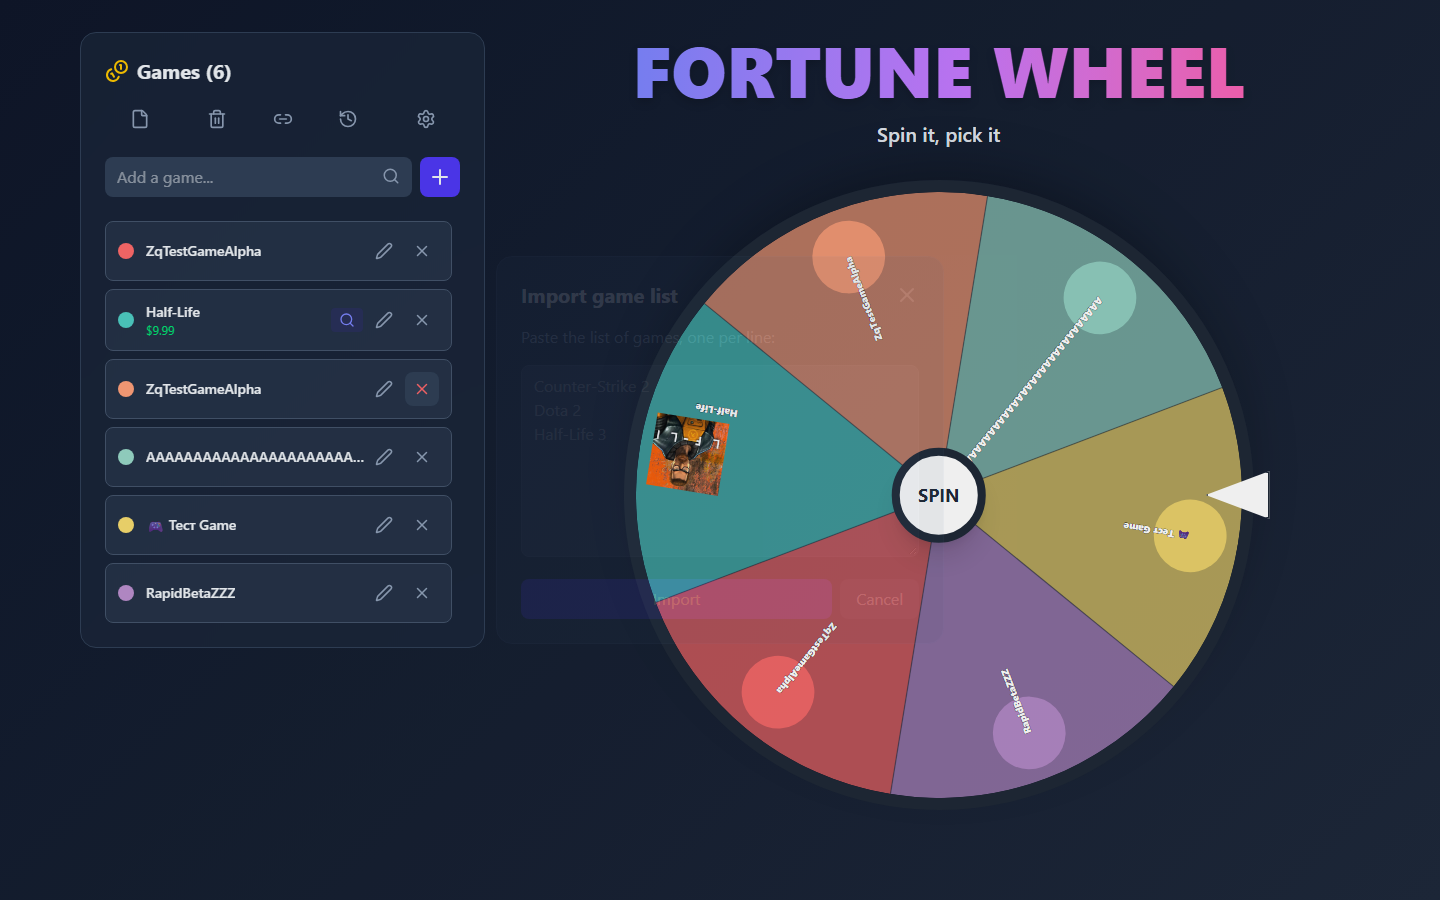 Games (6)
Add a game...
ZqTestGameAlpha
Half-Life
$9.99
ZqTestGameAlpha
AAAAAAAAAAAAAAAAAAAAAAA...
🎮 Тест Game
RapidBetaZZZ
FORTUNE WHEEL
Spin it, pick it
Import game list
Paste the list of games, one per line:
Counter-Strike 2
Dota 2
Half-Life 3
Import
Cancel
ZqTestGameAlpha
Half-Life
ZqTestGameAlpha
RapidBetaZZZ
🎮 Тест Game
SPIN